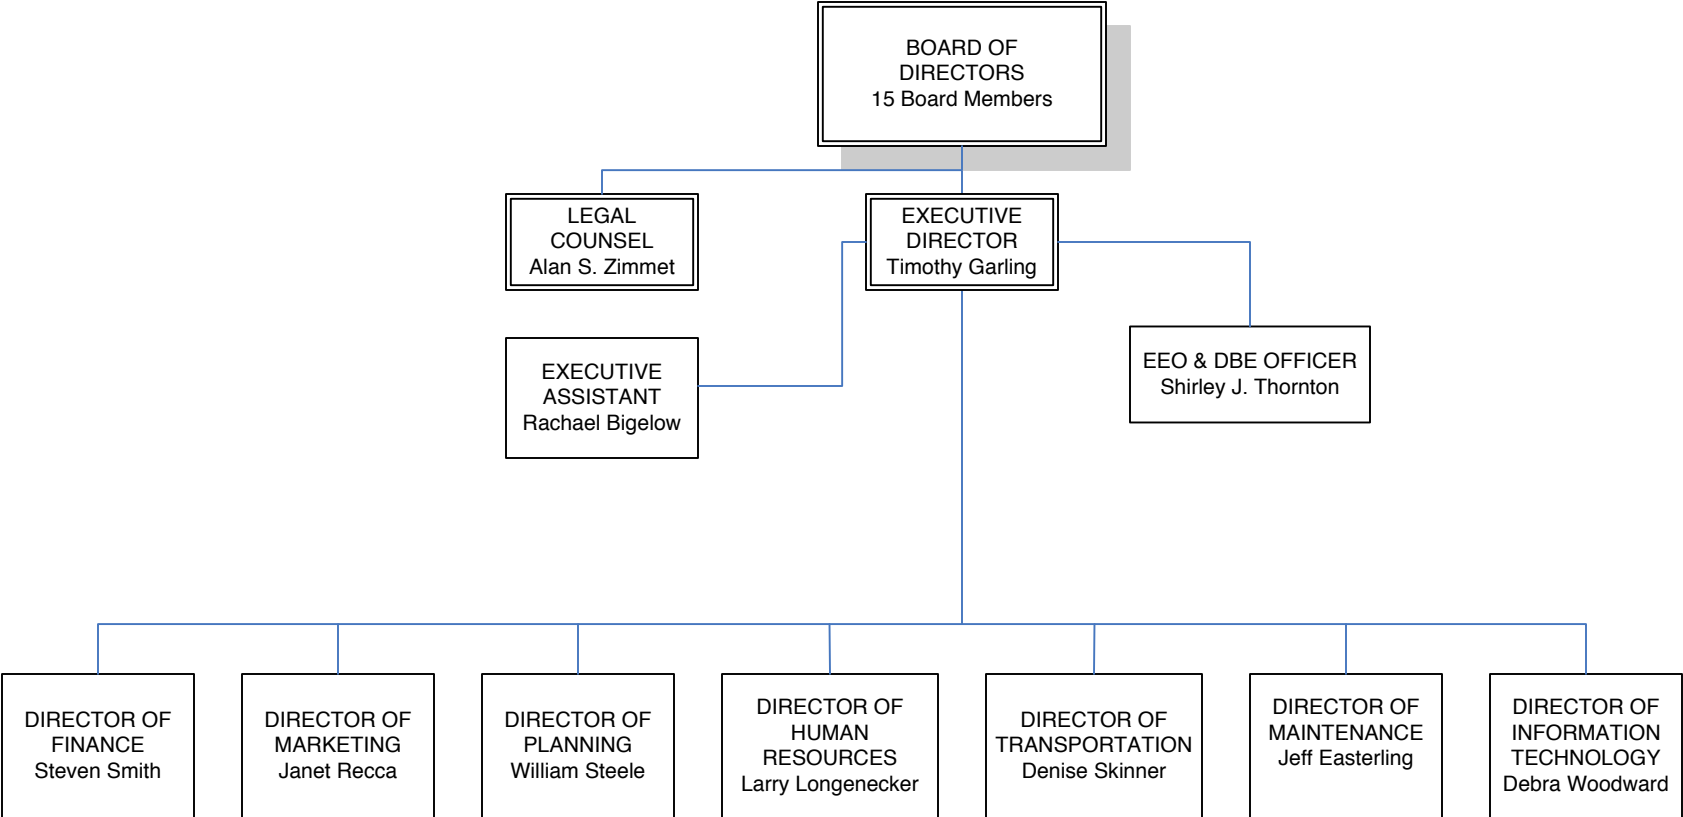 BOARD OF
DIRECTORS
15 Board Members
LEGAL
COUNSEL
Alan S. Zimmet
EXECUTIVE
DIRECTOR
Timothy Garling
EXECUTIVE
ASSISTANT
Rachael Bigelow
EEO & DBE OFFICER
Shirley J. Thornton
DIRECTOR OF
FINANCE
Steven Smith
DIRECTOR OF
MARKETING
Janet Recca
DIRECTOR OF
PLANNING
William Steele
DIRECTOR OF
HUMAN
RESOURCES
Larry Longenecker
DIRECTOR OF
TRANSPORTATION
Denise Skinner
DIRECTOR OF
MAINTENANCE
Jeff Easterling
DIRECTOR OF
INFORMATION
TECHNOLOGY
Debra Woodward